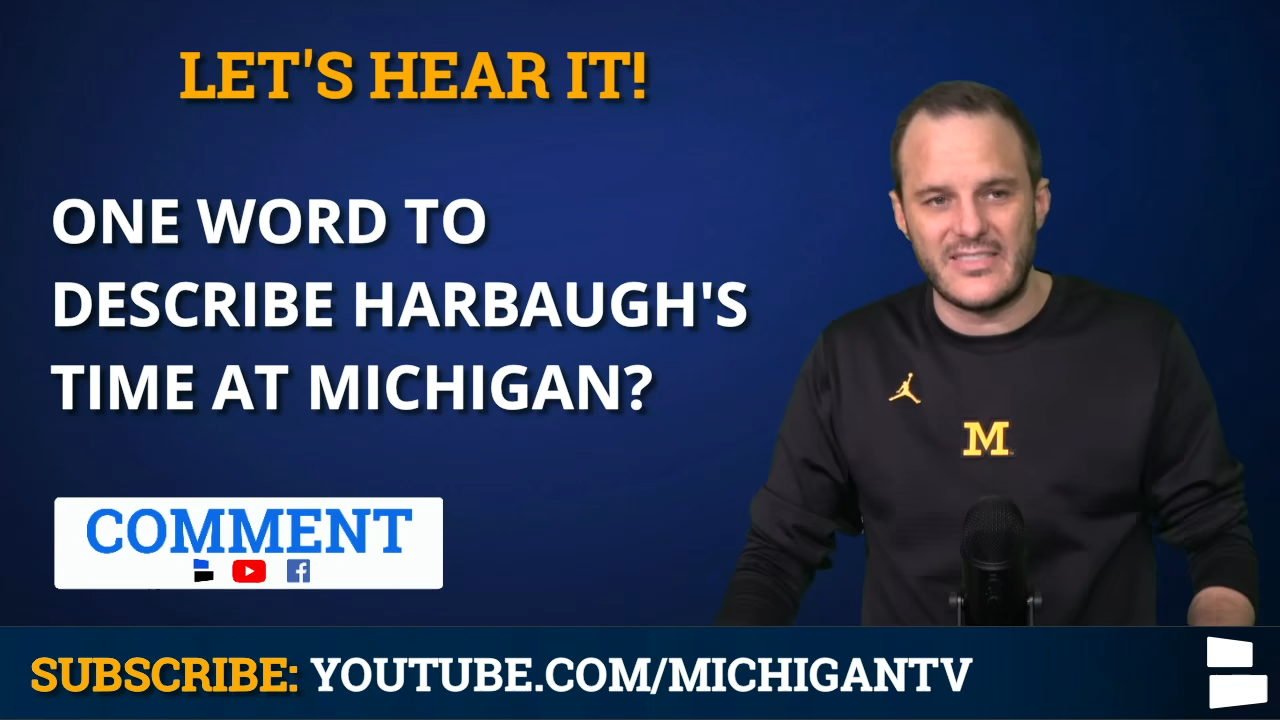 LET'S HEAR IT!
ONE WORD TO
DESCRIBE HARBAUGH'S
TIME AT MICHIGAN?
COMMENT
M
SUBSCRIBE: YOUTUBE.COM/MICHIGANTV